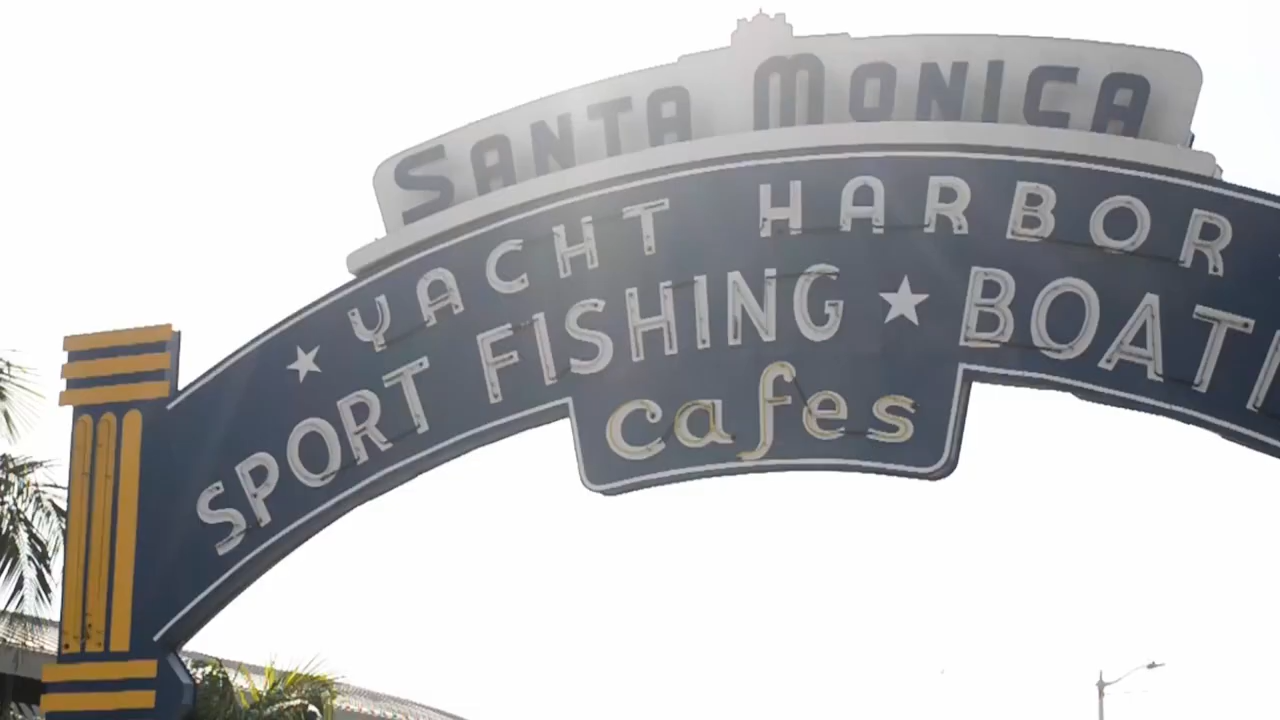 SANTA MONICA
★ YACHT HARBOR
SPORT FISHING ★ BOATI
cafes